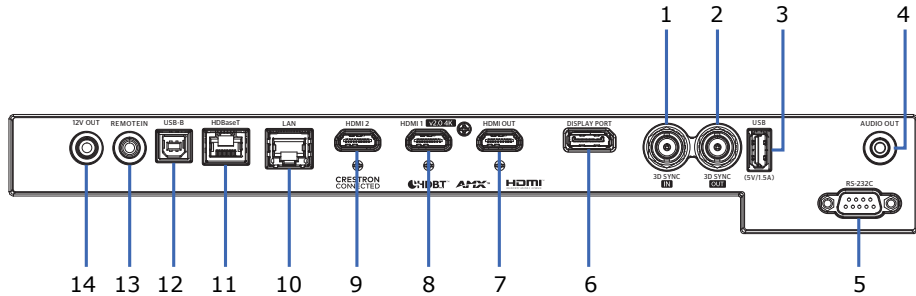 1 2 3 4
12V OUT REMOTEIN USB-B HDBaseT LAN HDMI 2 HDMI 1 v2.0 4K HDMI OUT DISPLAY PORT USB AUDIO OUT
3D SYNC IN 3D SYNC OUT (5V/1.5A) RS-232C
CRESTRON CONNECTED HDBT AMX HDMI
14 13 12 11 10 9 8 7 6 5